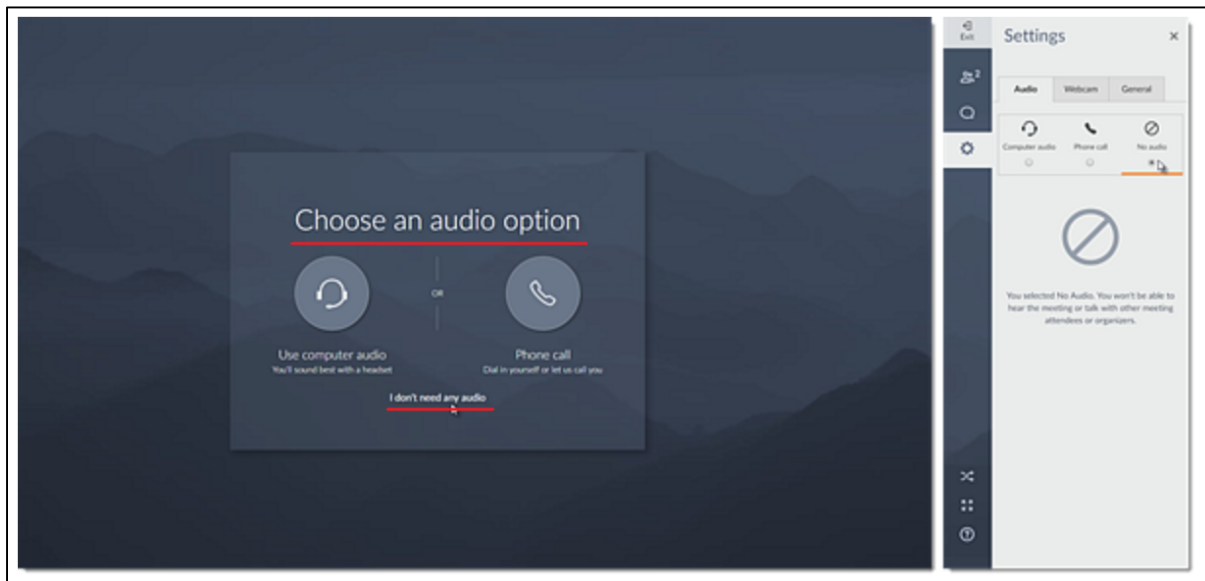 Choose an audio option
OR
Use computer audio
You'll sound best with a headset
Phone call
Dial in yourself or let us call you
I don't need any audio
Exit
2
Settings
Audio
Webcam
General
Computer audio
Phone call
No audio
You selected No Audio. You won't be able to
hear the meeting or talk with other meeting
attendees or organizers.